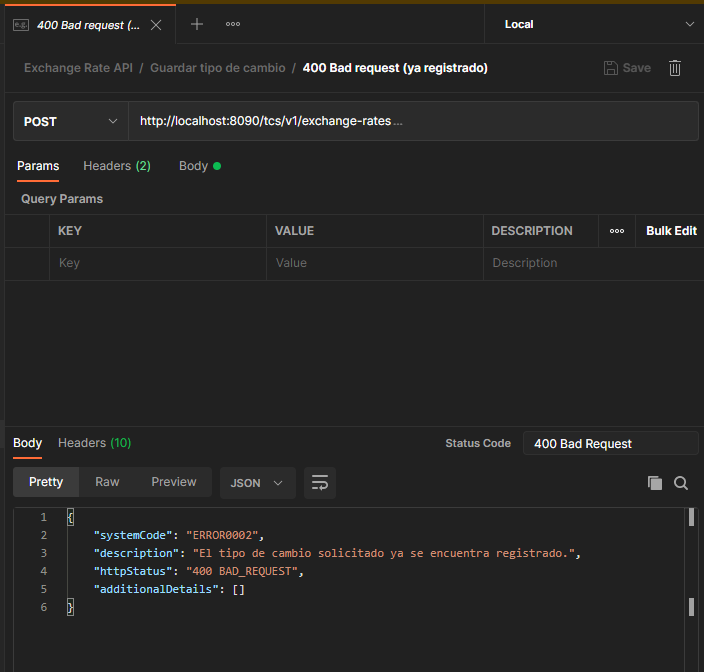 e.g. 400 Bad request (... Local
Exchange Rate API / Guardar tipo de cambio / 400 Bad request (ya registrado) Save
POST http://localhost:8090/tcs/v1/exchange-rates...
Params Headers (2) Body
Query Params
KEY VALUE DESCRIPTION Bulk Edit
Key Value Description
Body Headers (10) Status Code 400 Bad Request
Pretty Raw Preview JSON
1 {
2 "systemCode": "ERROR0002",
3 "description": "El tipo de cambio solicitado ya se encuentra registrado.",
4 "httpStatus": "400 BAD_REQUEST",
5 "additionalDetails": []
6 }